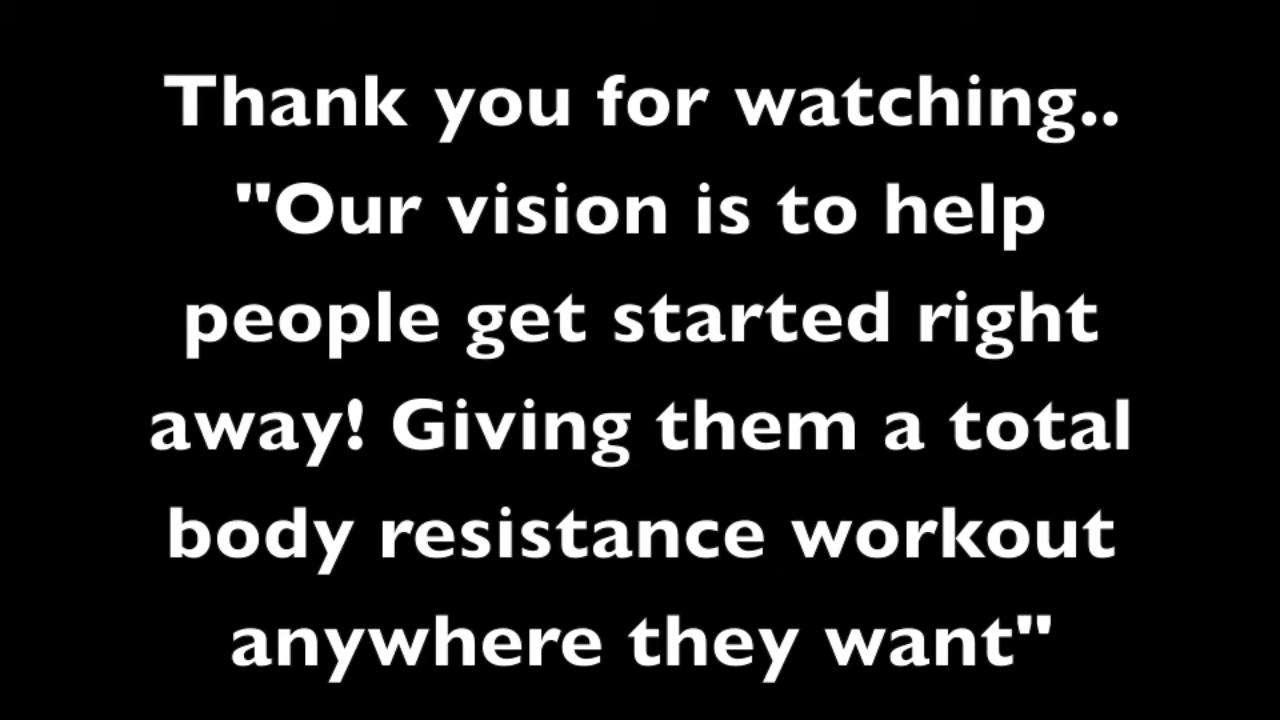 Thank you for watching..
"Our vision is to help
people get started right
away! Giving them a total
body resistance workout
anywhere they want"